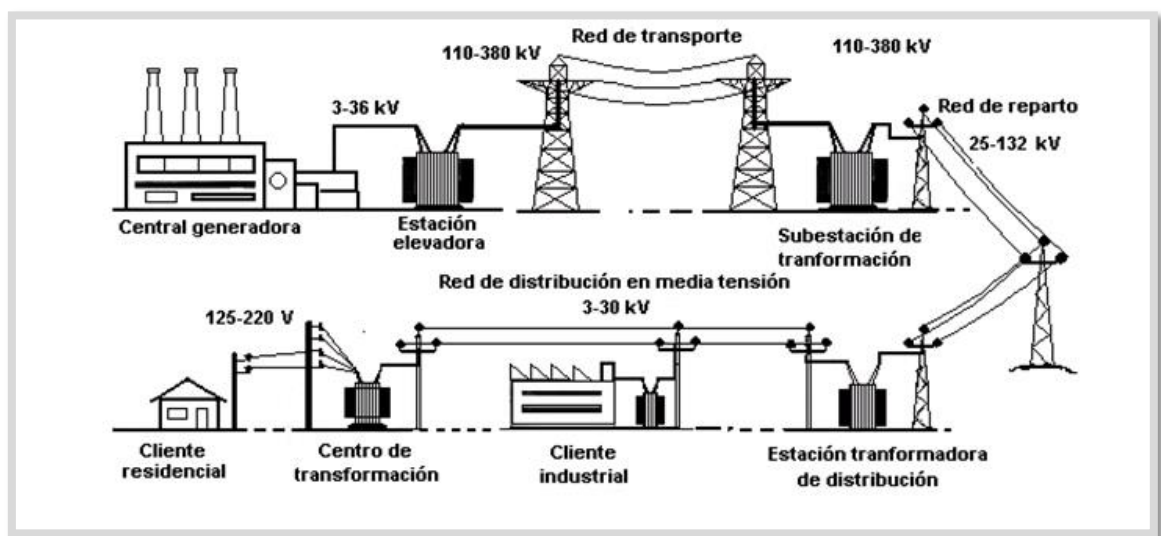 Red de transporte
110-380 kV
110-380 kV
3-36 kV
Red de reparto
25-132 kV
Central generadora
Estación
elevadora
Subestación de
tranformación
Red de distribución en media tensión
3-30 kV
125-220 V
Cliente
residencial
Centro de
transformación
Cliente
industrial
Estación tranformadora
de distribución